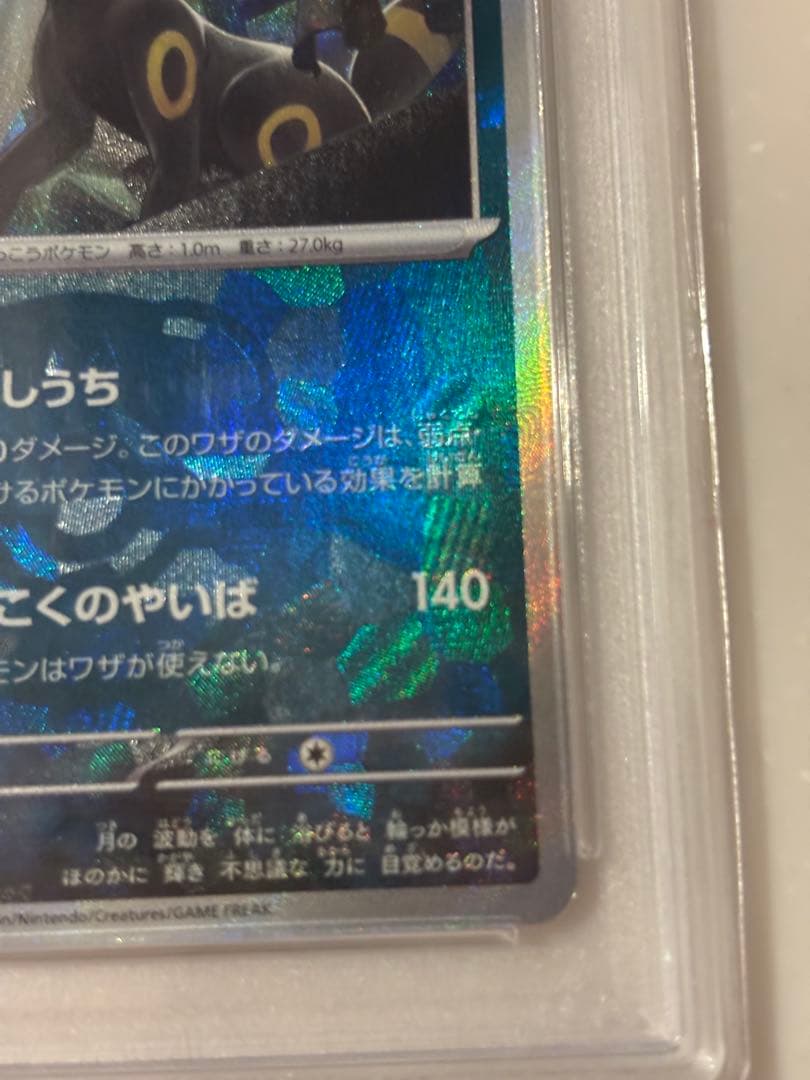 っこうポケモン 高さ：1.0m 重さ：27.0kg
しうち
0ダメージ。このワザのダメージは、弱点・
けるポケモンにかかっている効果を計算
こくのやいば 140
モンはワザが使えない。
にげる
月の 波動を 体に 浴びると 輪っか模様が
ほのかに 輝き 不思議な 力に 目覚めるのだ。
n/Nintendo/Creatures/GAME FREAK